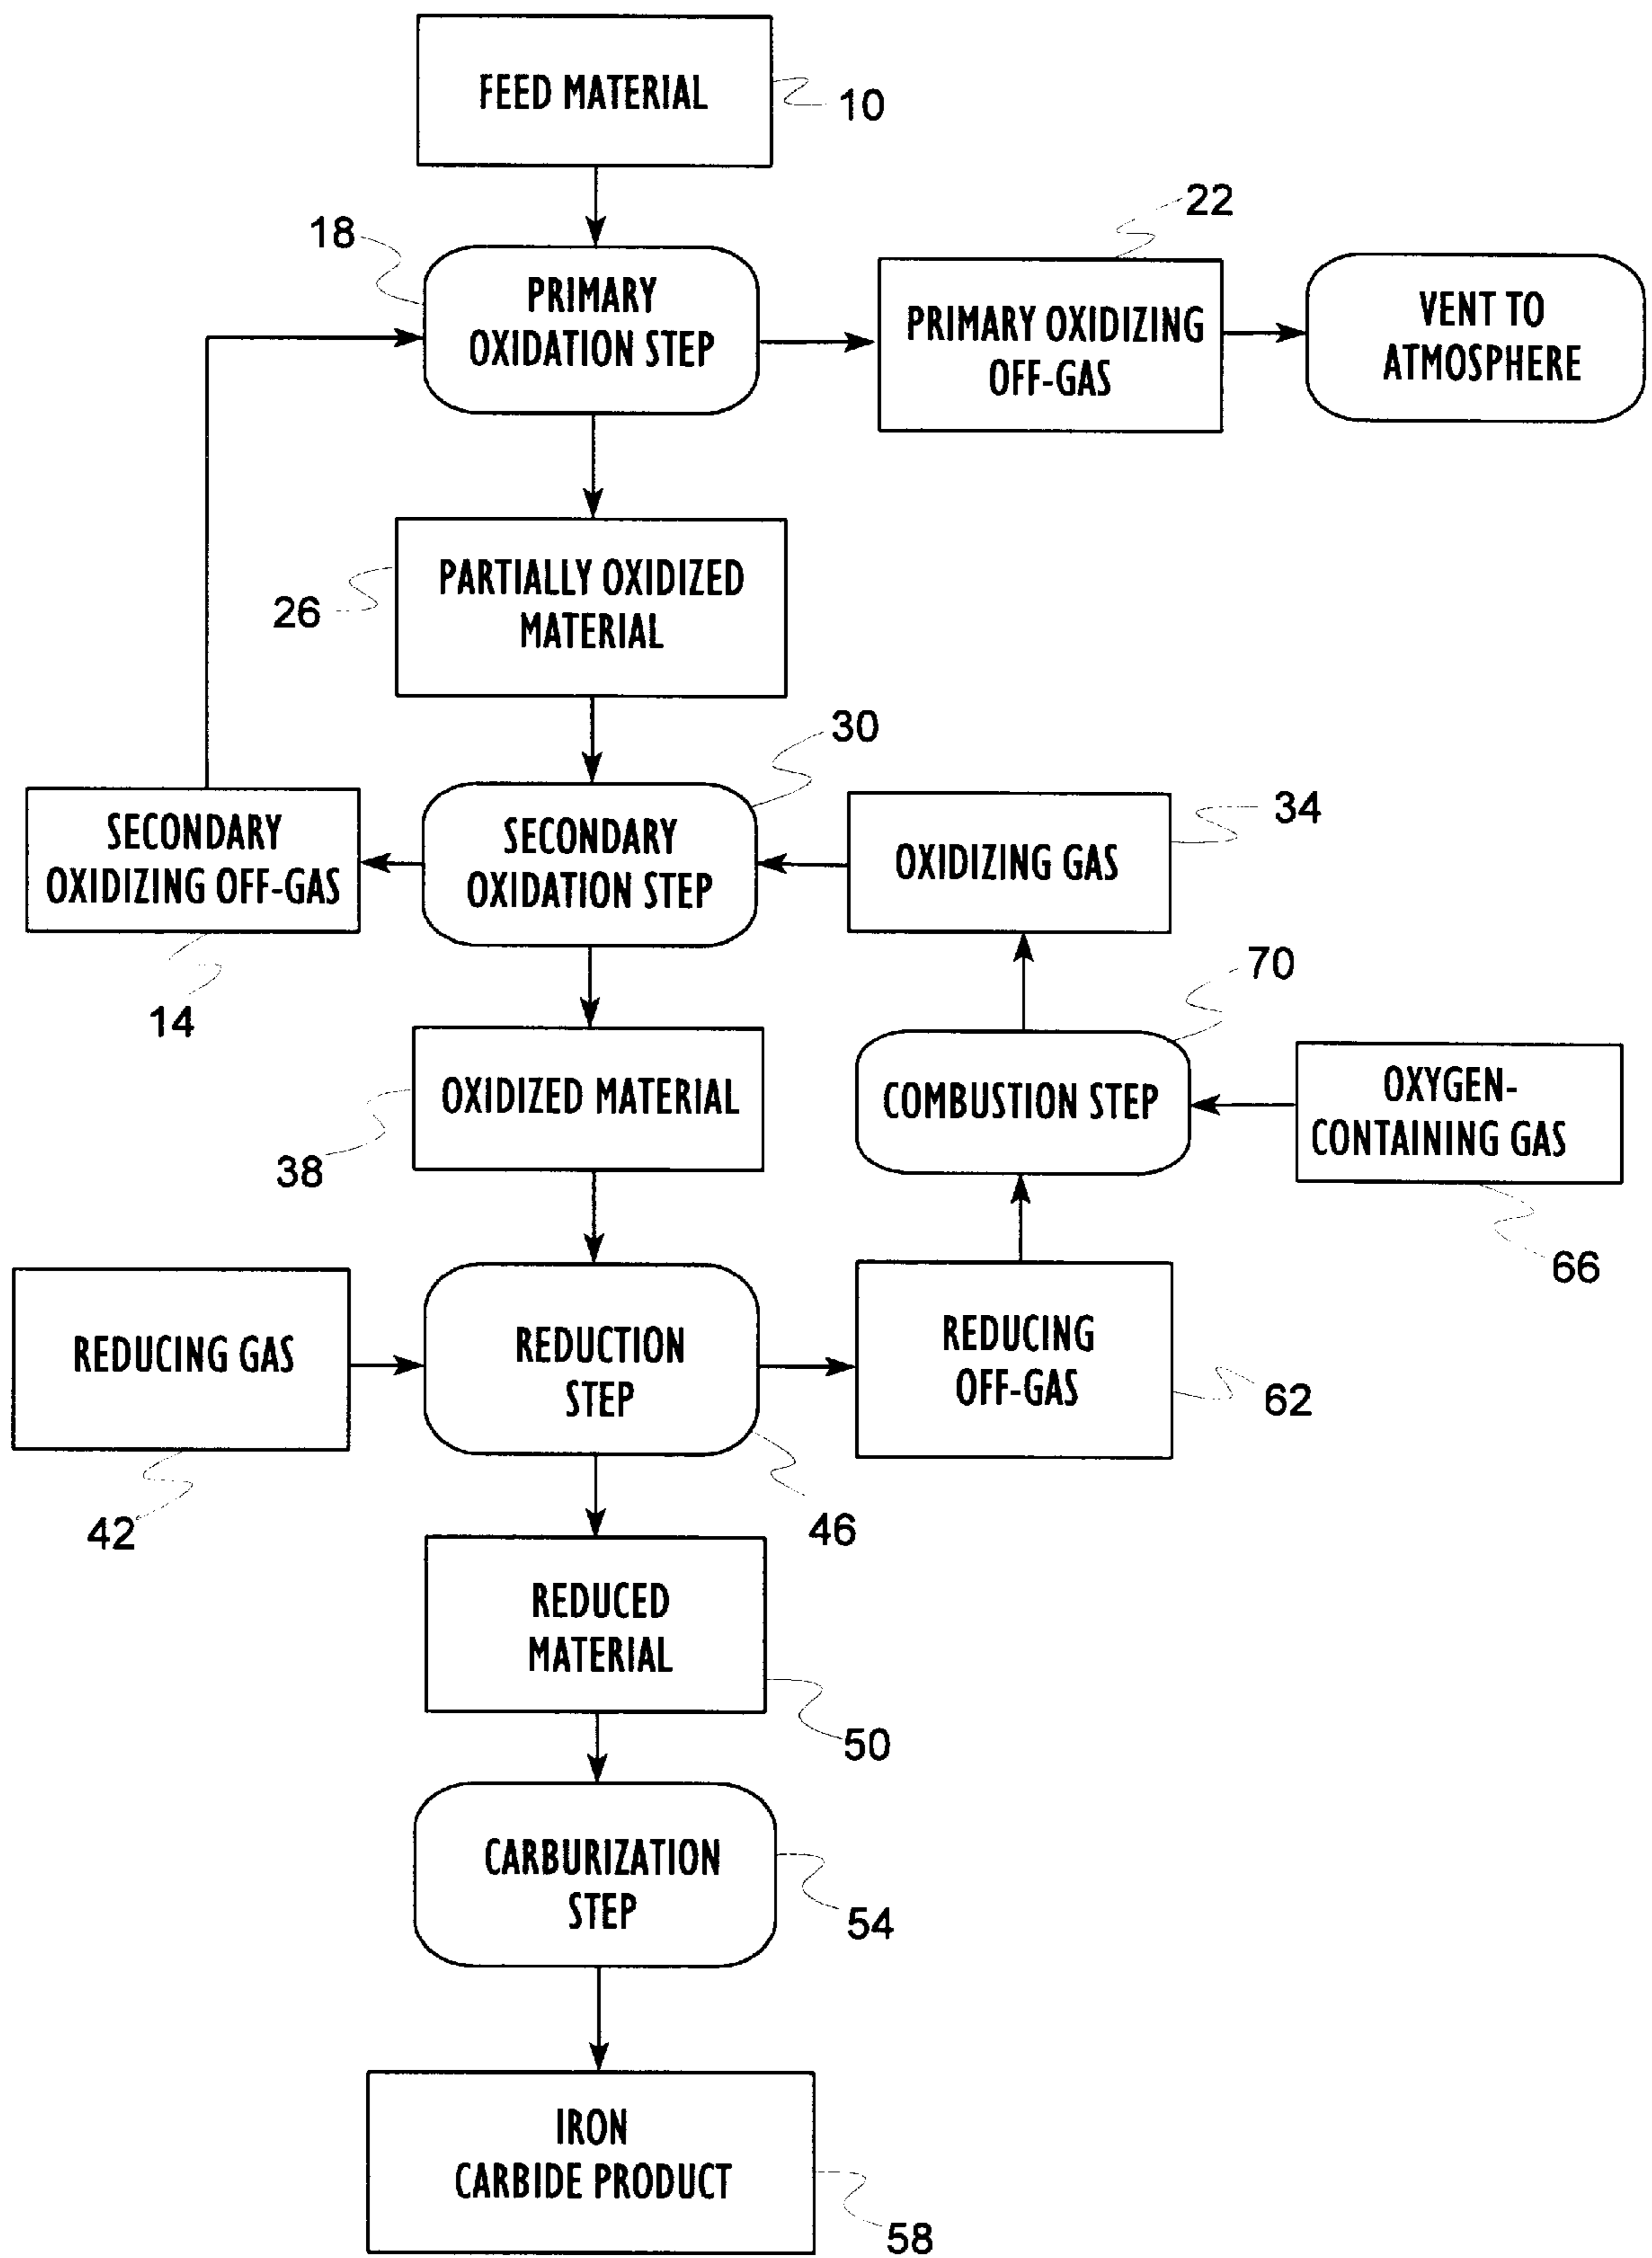 FEED MATERIAL
10
22
18
PRIMARY
OXIDATION STEP
PRIMARY OXIDIZING
OFF-GAS
VENT TO
ATMOSPHERE
PARTIALLY OXIDIZED
MATERIAL
26
30
SECONDARY
OXIDIZING OFF-GAS
SECONDARY
OXIDATION STEP
OXIDIZING GAS
34
14
70
OXIDIZED MATERIAL
38
COMBUSTION STEP
OXYGEN-
CONTAINING GAS
66
REDUCING GAS
42
REDUCTION
STEP
46
REDUCING
OFF-GAS
62
REDUCED
MATERIAL
50
CARBURIZATION
STEP
54
IRON
CARBIDE PRODUCT
58